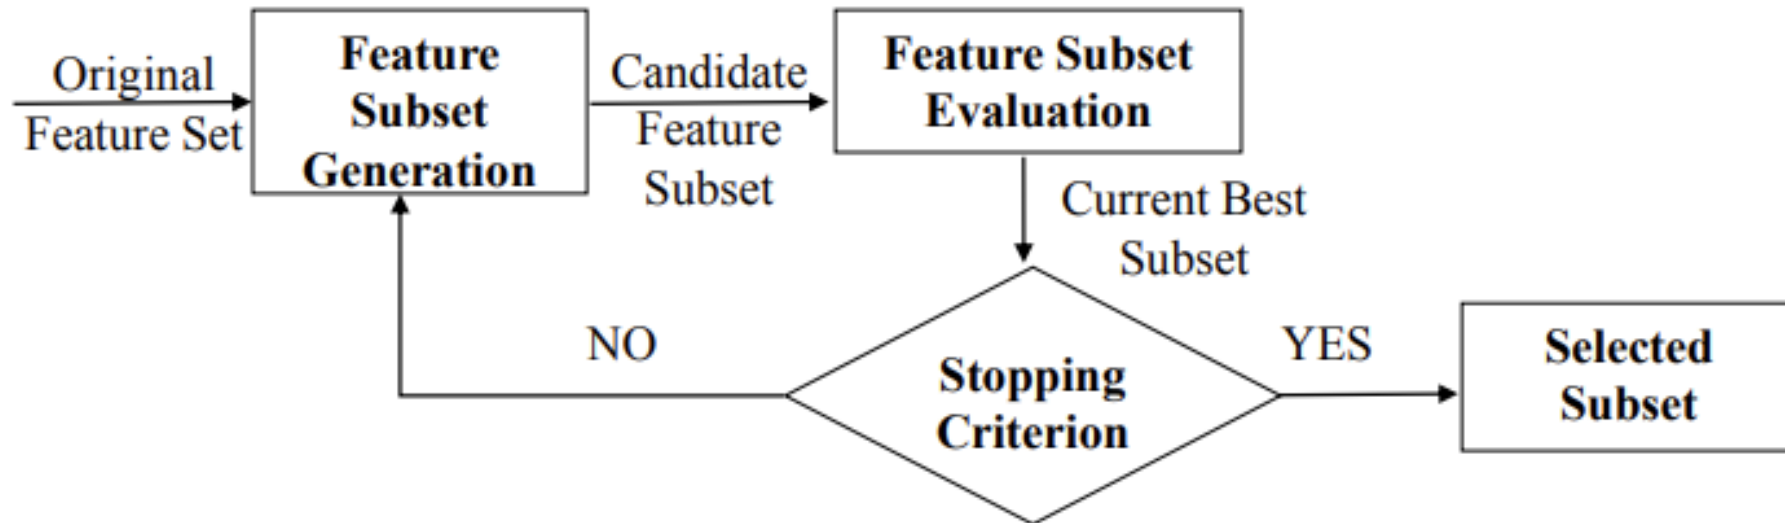 Original
Feature Set
Feature
Subset
Generation
Candidate
Feature
Subset
Feature Subset
Evaluation
Current Best
Subset
NO
Stopping
Criterion
YES
Selected
Subset